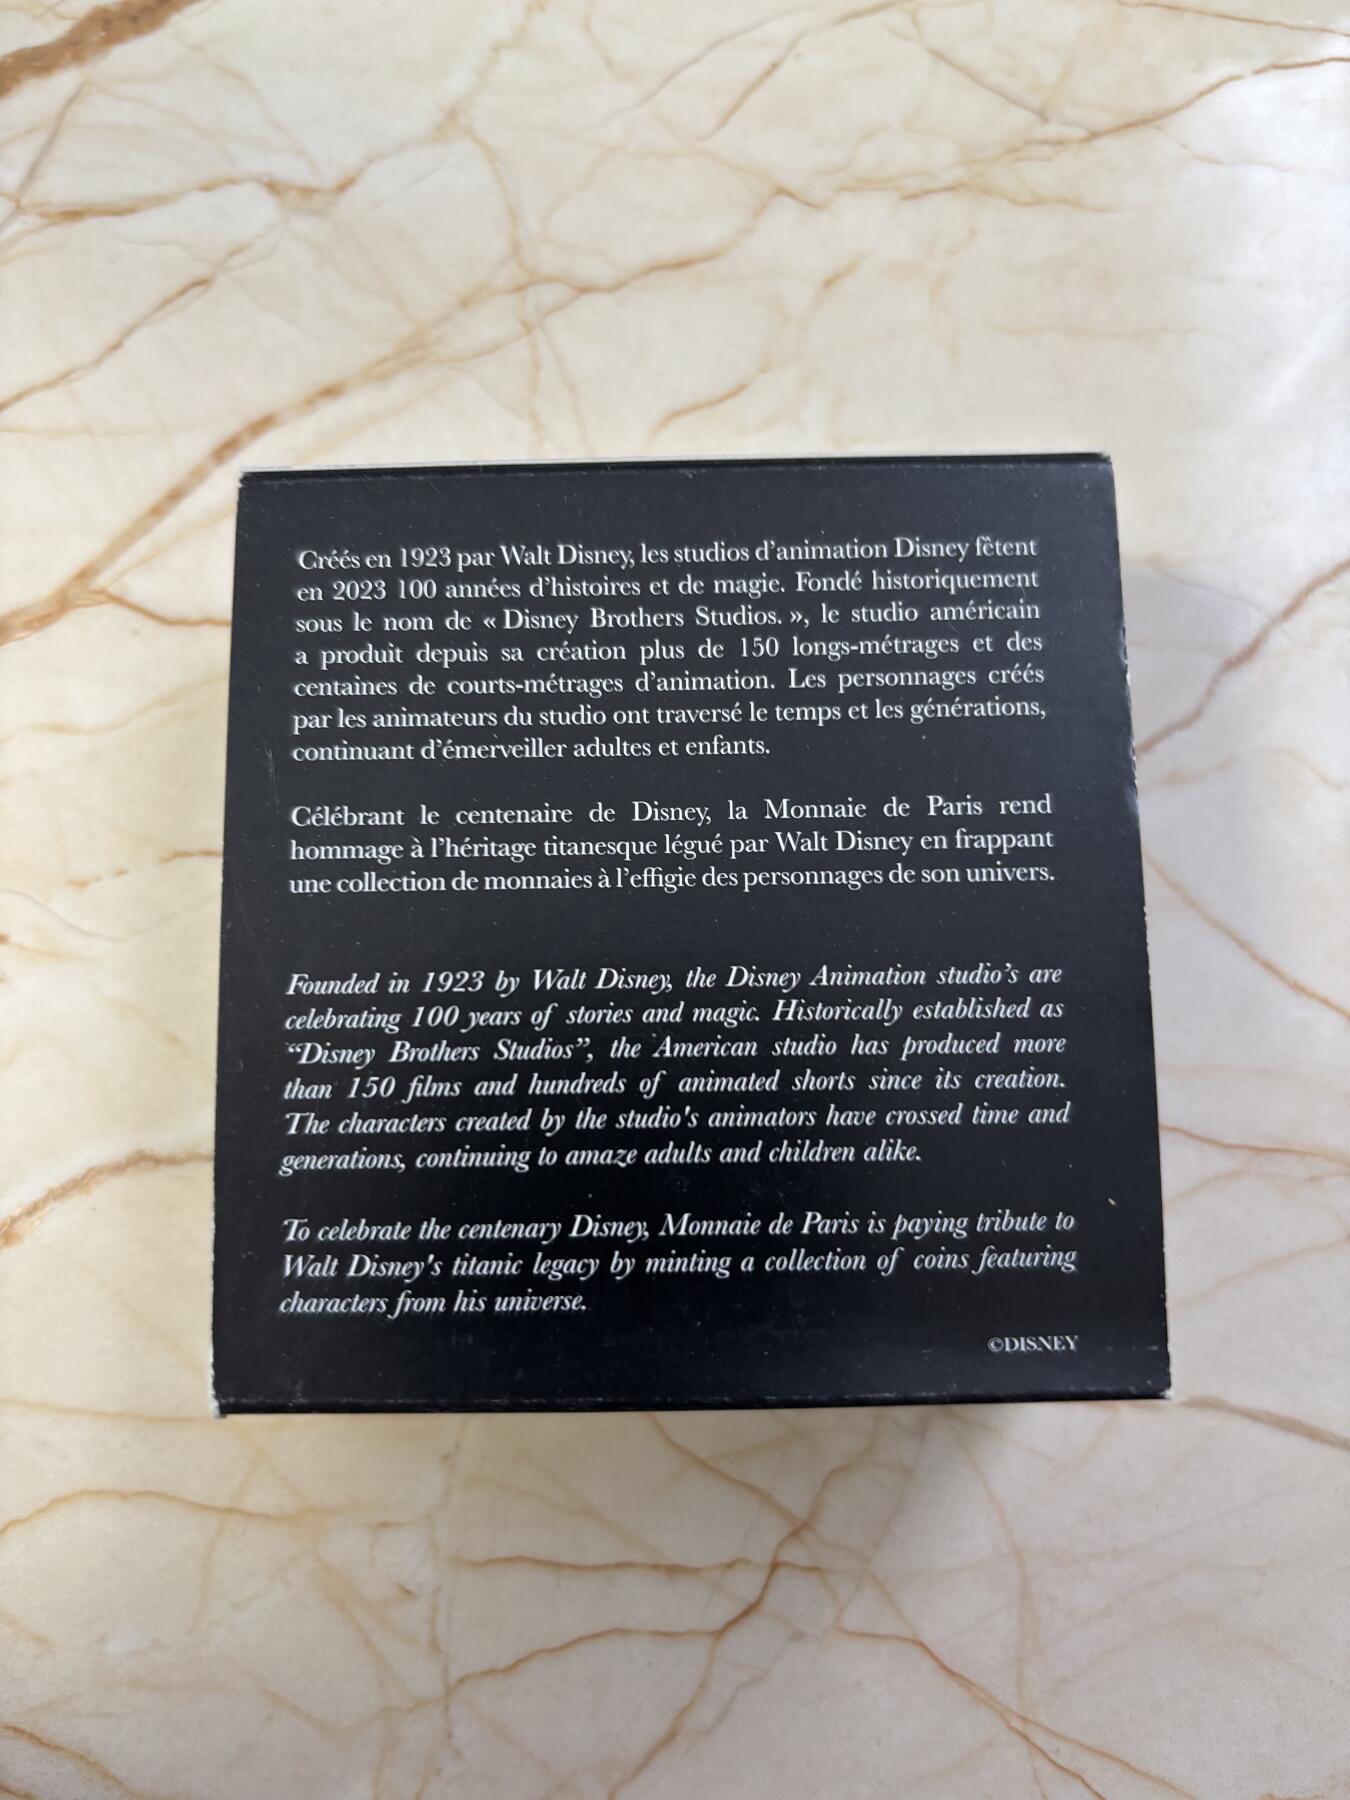 Créés en 1923 par Walt Disney, les studios d’animation Disney fêtent
en 2023 100 années d’histoires et de magie. Fondé historiquement
sous le nom de « Disney Brothers Studios. », le studio américain
a produit depuis sa création plus de 150 longs-métrages et des
centaines de courts-métrages d’animation. Les personnages créés
par les animateurs du studio ont traversé le temps et les générations,
continuant d’émerveiller adultes et enfants.
Célébrant le centenaire de Disney, la Monnaie de Paris rend
hommage à l’héritage titanesque légué par Walt Disney en frappant
une collection de monnaies à l’effigie des personnages de son univers.
Founded in 1923 by Walt Disney, the Disney Animation studio’s are
celebrating 100 years of stories and magic. Historically established as
“Disney Brothers Studios”, the American studio has produced more
than 150 films and hundreds of animated shorts since its creation.
The characters created by the studio's animators have crossed time and
generations, continuing to amaze adults and children alike.
To celebrate the centenary Disney, Monnaie de Paris is paying tribute to
Walt Disney's titanic legacy by minting a collection of coins featuring
characters from his universe.
©DISNEY